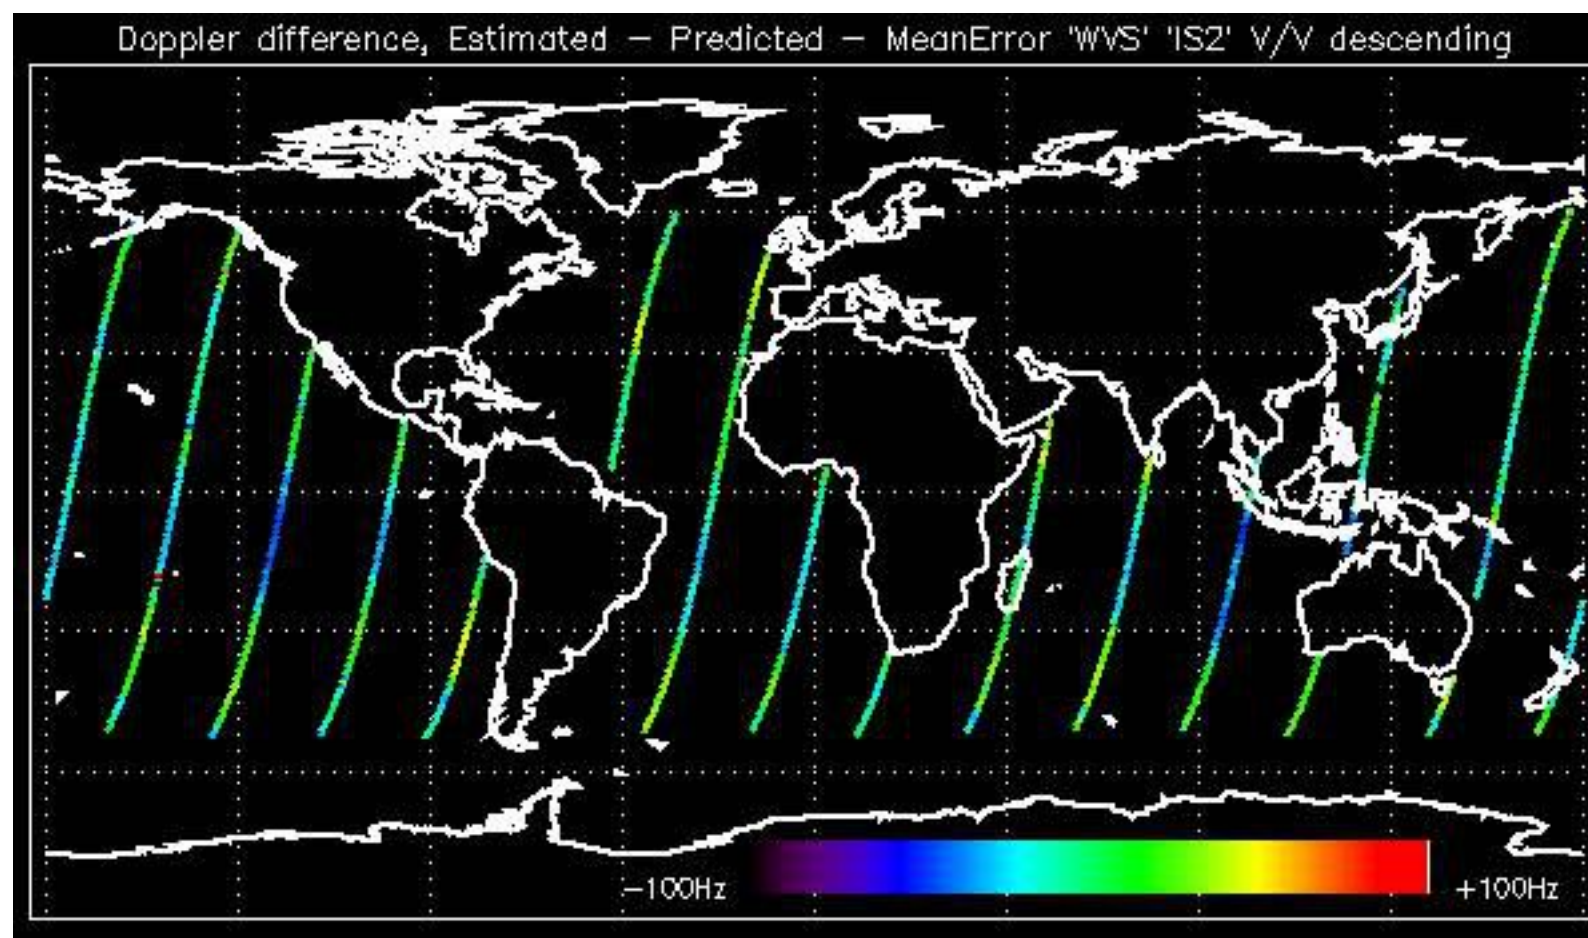 Doppler difference, Estimated - Predicted - MeanError 'WVS' 'IS2' V/V descending
-100Hz
+100Hz